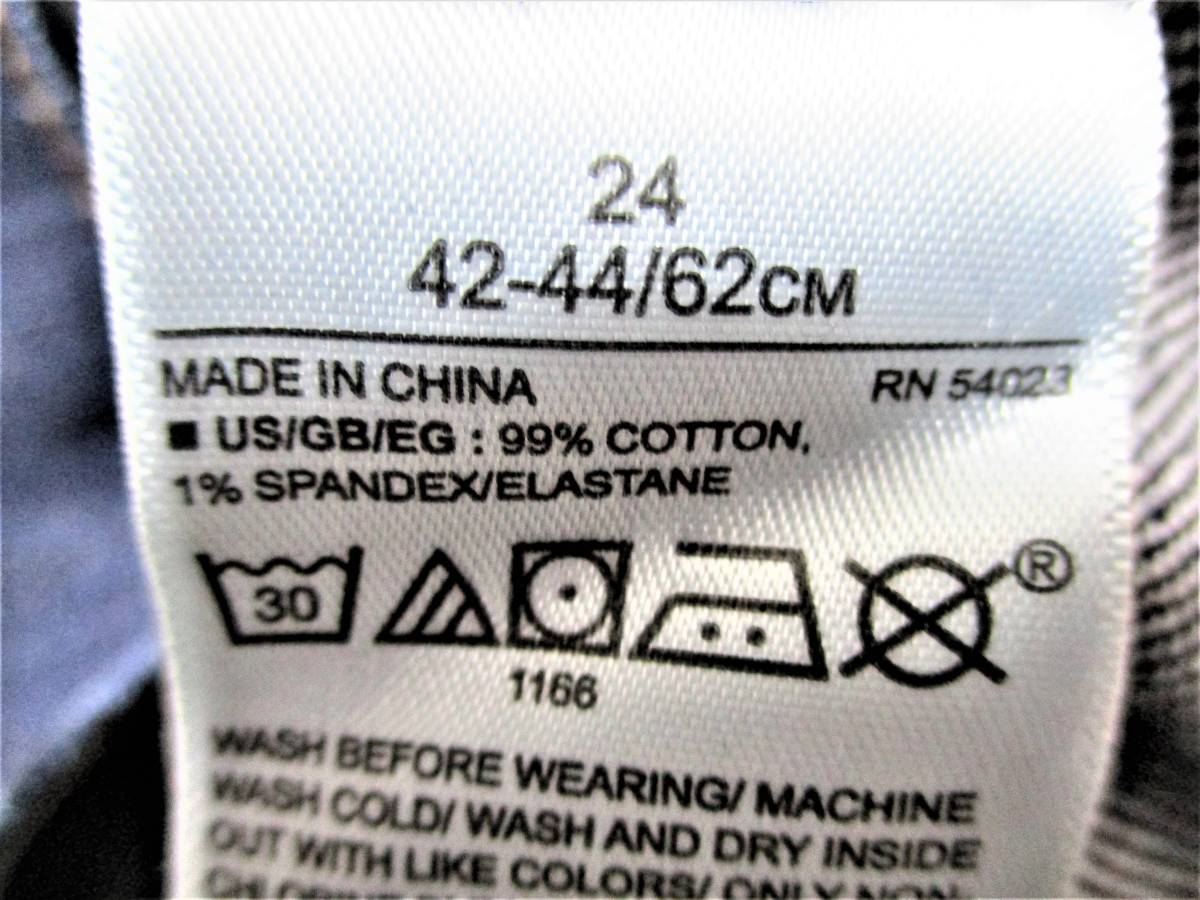 24
42-44/62CM
MADE IN CHINA RN 54023
■ US/GB/EG : 99% COTTON,
1% SPANDEX/ELASTANE
30
®
1166
WASH BEFORE WEARING/ MACHINE
WASH COLD/ WASH AND DRY INSIDE
OUT WITH LIKE COLORS/ ONLY NON-